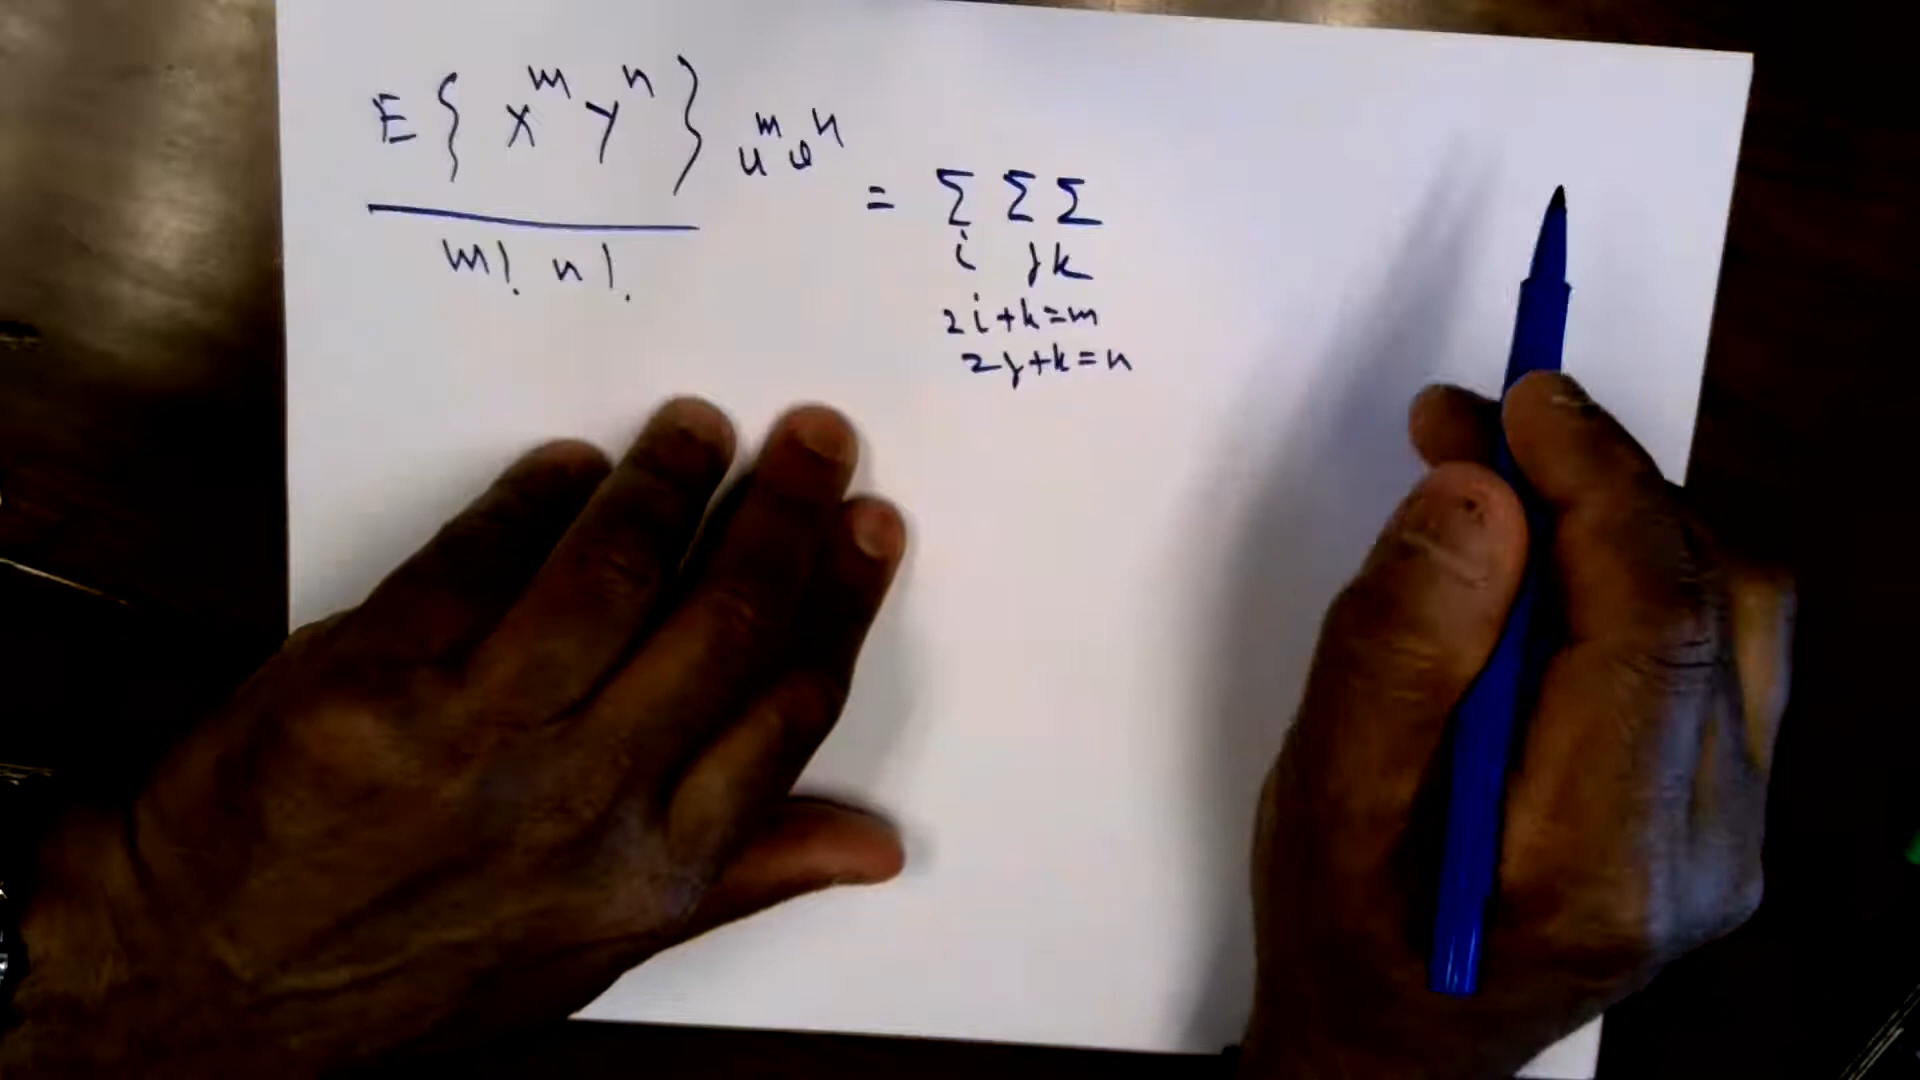 E{ X^m Y^n } u^m v^n = Σ Σ Σ
m! n!
i j k
2i+k=m
2j+k=n